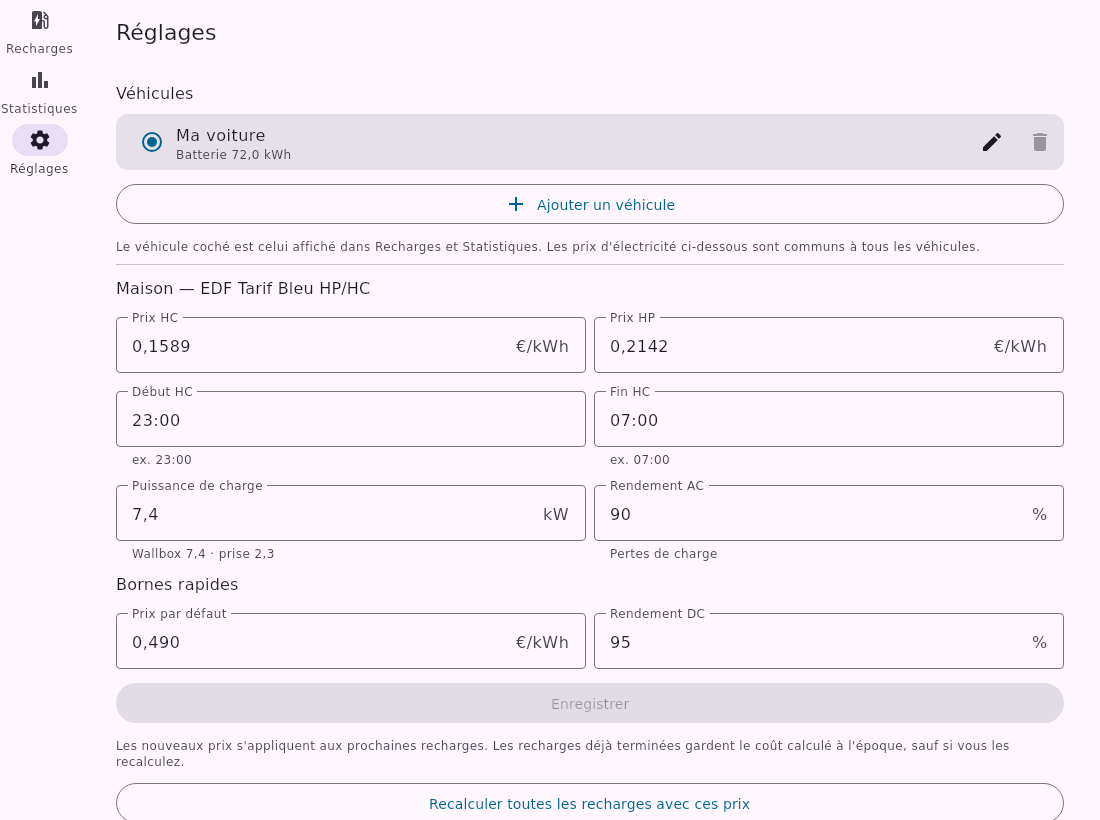 Recharges
Statistiques
Réglages
Réglages
Véhicules
Ma voiture
Batterie 72,0 kWh
Ajouter un véhicule
Le véhicule coché est celui affiché dans Recharges et Statistiques. Les prix d'électricité ci-dessous sont communs à tous les véhicules.
Maison — EDF Tarif Bleu HP/HC
Prix HC
0,1589 €/kWh
Prix HP
0,2142 €/kWh
Début HC
23:00
ex. 23:00
Fin HC
07:00
ex. 07:00
Puissance de charge
7,4 kW
Wallbox 7,4 · prise 2,3
Rendement AC
90 %
Pertes de charge
Bornes rapides
Prix par défaut
0,490 €/kWh
Rendement DC
95 %
Enregistrer
Les nouveaux prix s'appliquent aux prochaines recharges. Les recharges déjà terminées gardent le coût calculé à l'époque, sauf si vous les
recalculez.
Recalculer toutes les recharges avec ces prix